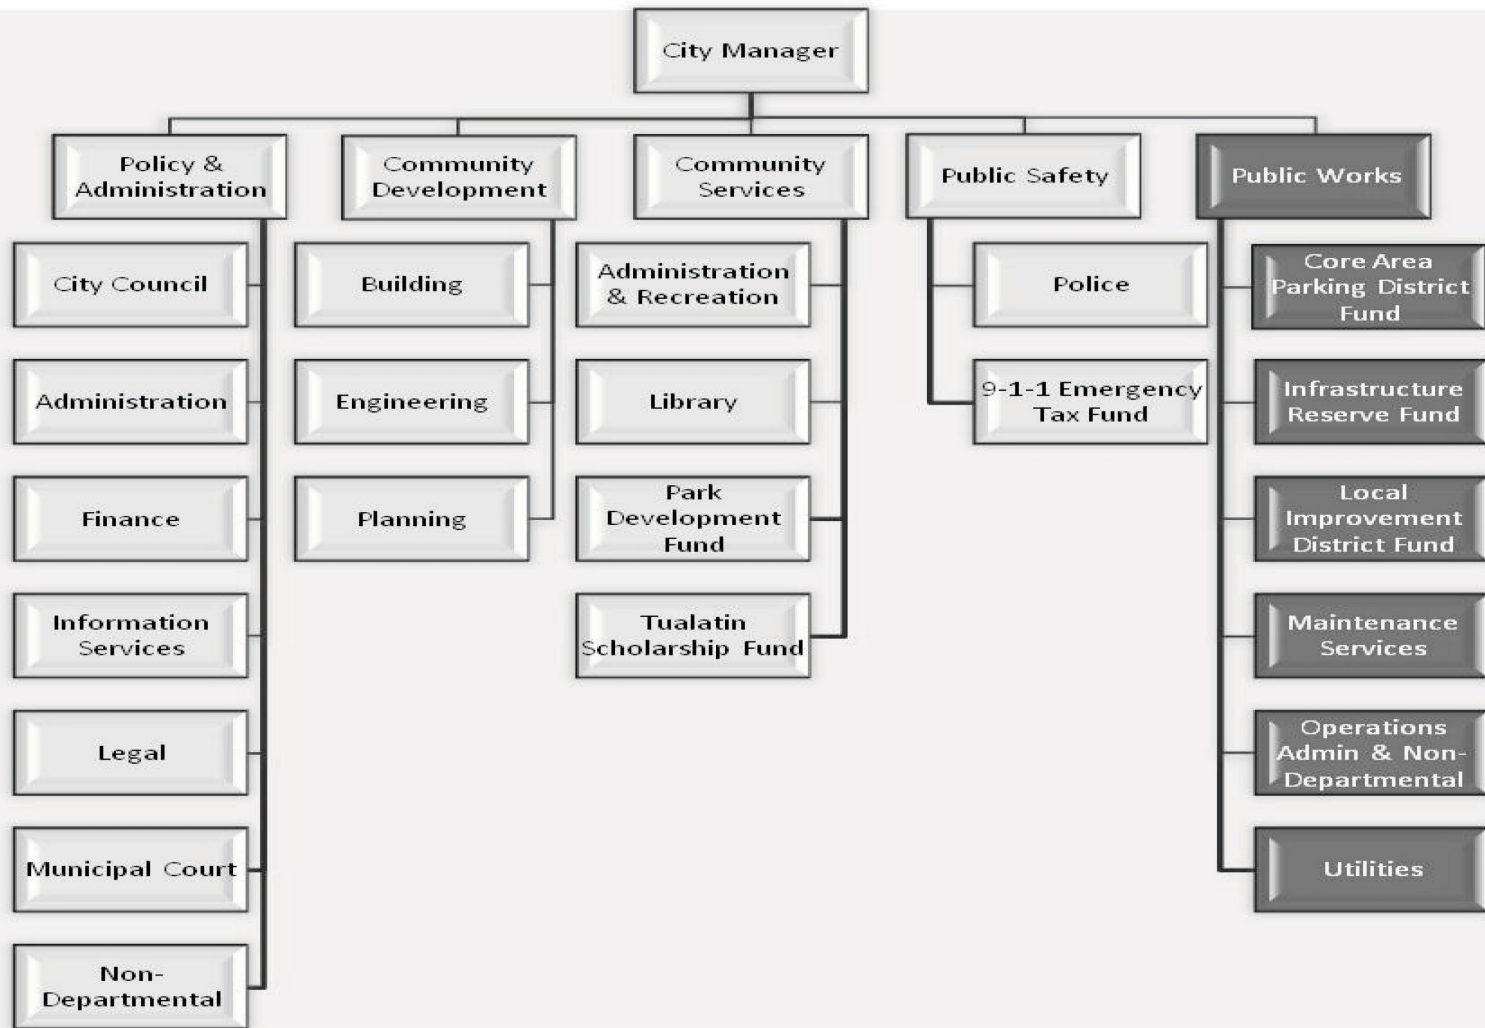 City Manager
Policy &
Administration
Community
Development
Community
Services
Public Safety
Public Works
City Council
Administration
Finance
Information
Services
Legal
Municipal Court
Non-
Departmental
Building
Engineering
Planning
Administration
& Recreation
Library
Park
Development
Fund
Tualatin
Scholarship Fund
Police
9-1-1 Emergency
Tax Fund
Core Area
Parking District
Fund
Infrastructure
Reserve Fund
Local
Improvement
District Fund
Maintenance
Services
Operations
Admin & Non-
Departmental
Utilities